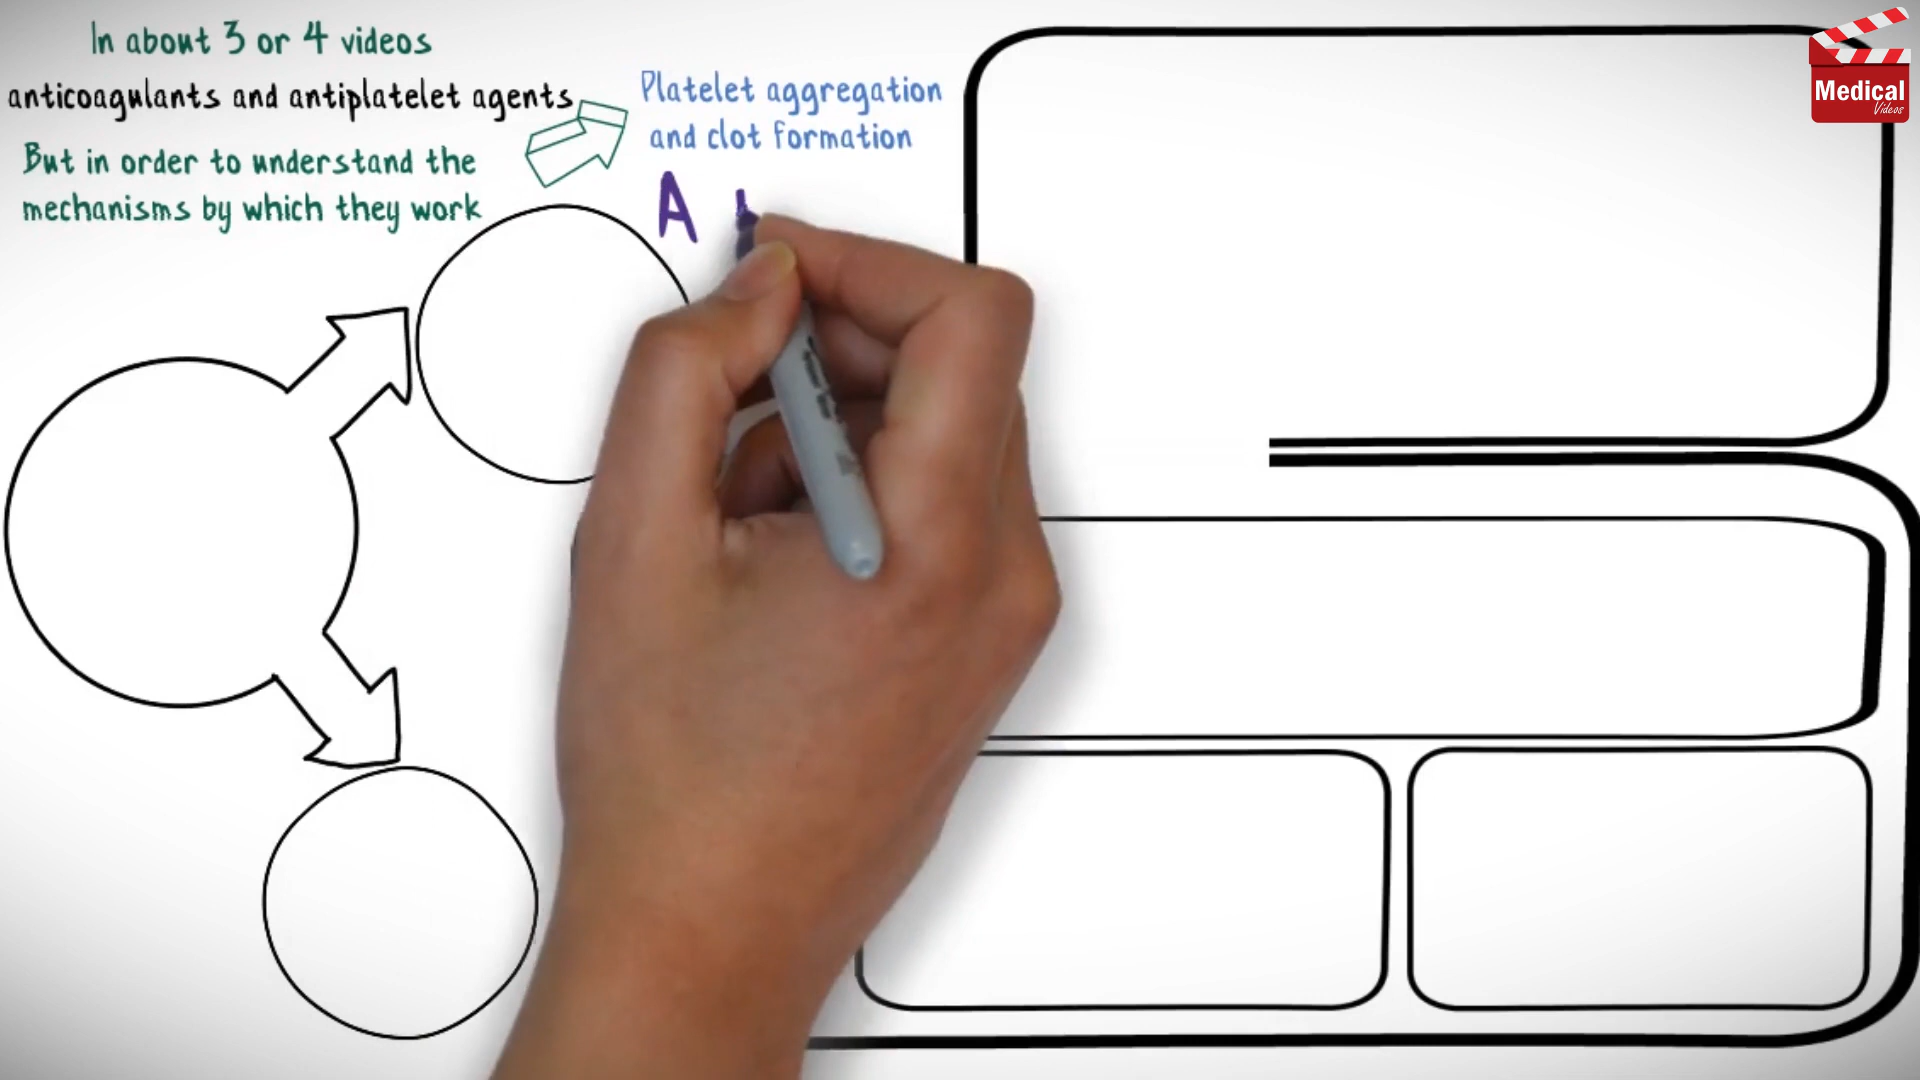 In about 3 or 4 videos
anticoagulants and antiplatelet agents
But in order to understand the
mechanisms by which they work
Platelet aggregation
and clot formation
A
Medical
Videos